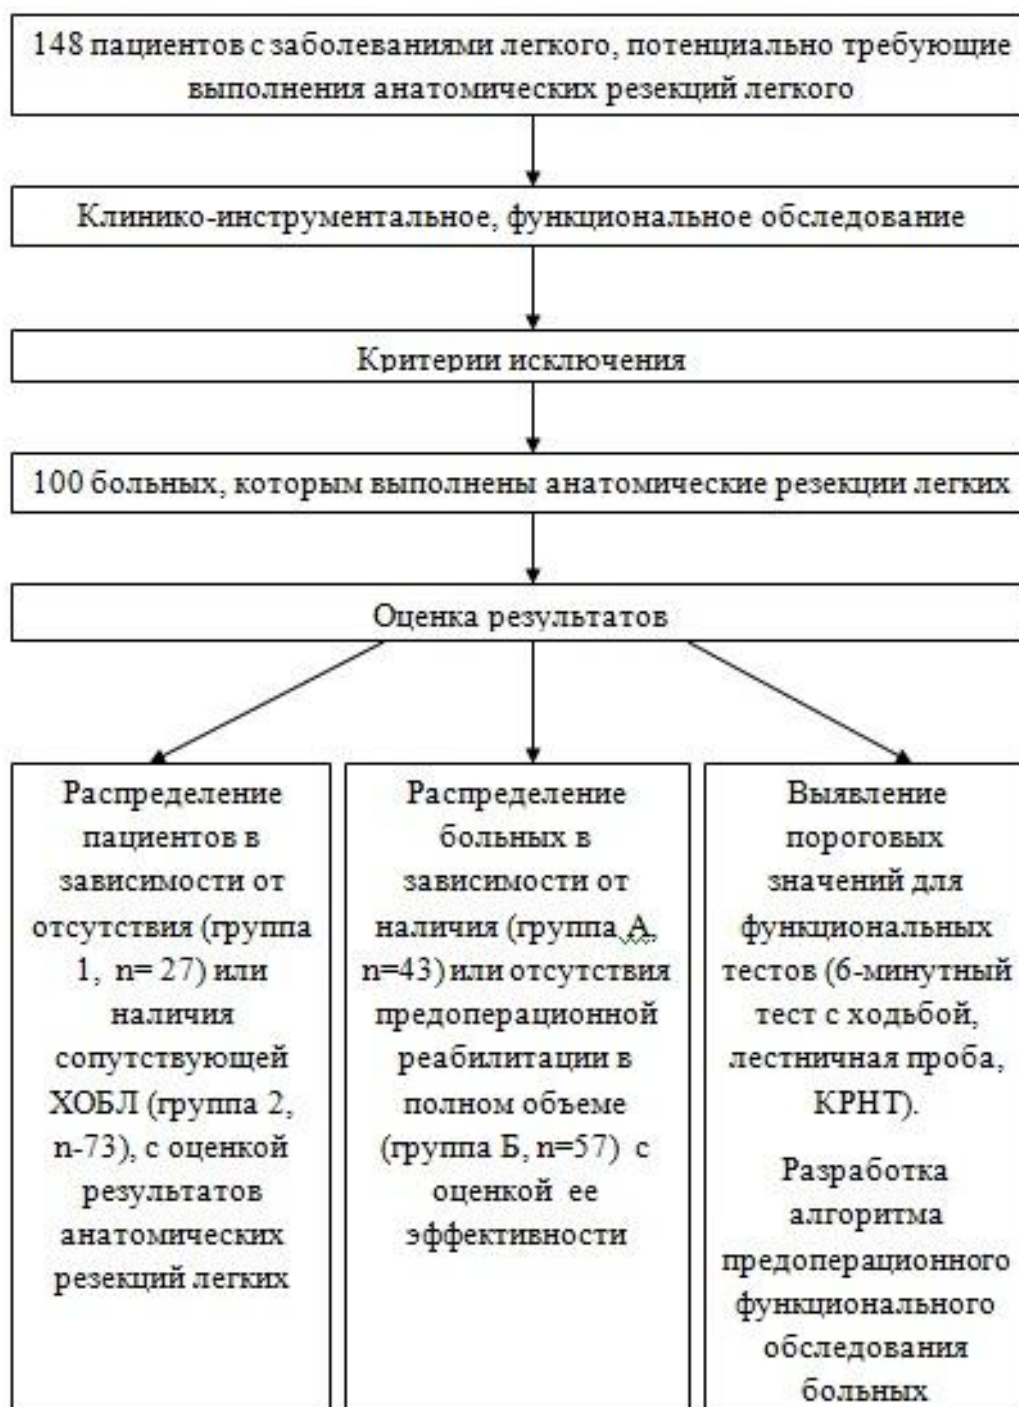 148 пациентов с заболеваниями легкого, потенциально требующие
выполнения анатомических резекций легкого
Клинико-инструментальное, функциональное обследование
Критерии исключения
100 больных, которым выполнены анатомические резекции легких
Оценка результатов
Распределение
пациентов в
зависимости от
отсутствия (группа
1, n= 27) или
наличия
сопутствующей
ХОБЛ (группа 2,
n-73), с оценкой
результатов
анатомических
резекций легких
Распределение
больных в
зависимости от
наличия (группа А,
n=43) или отсутствия
предоперационной
реабилитации в
полном объеме
(группа Б, n=57) с
оценкой ее
эффективности
Выявление
пороговых
значений для
функциональных
тестов (6-минутный
тест с ходьбой,
лестничная проба,
КРНТ).
Разработка
алгоритма
предоперационного
функционального
обследования
больных